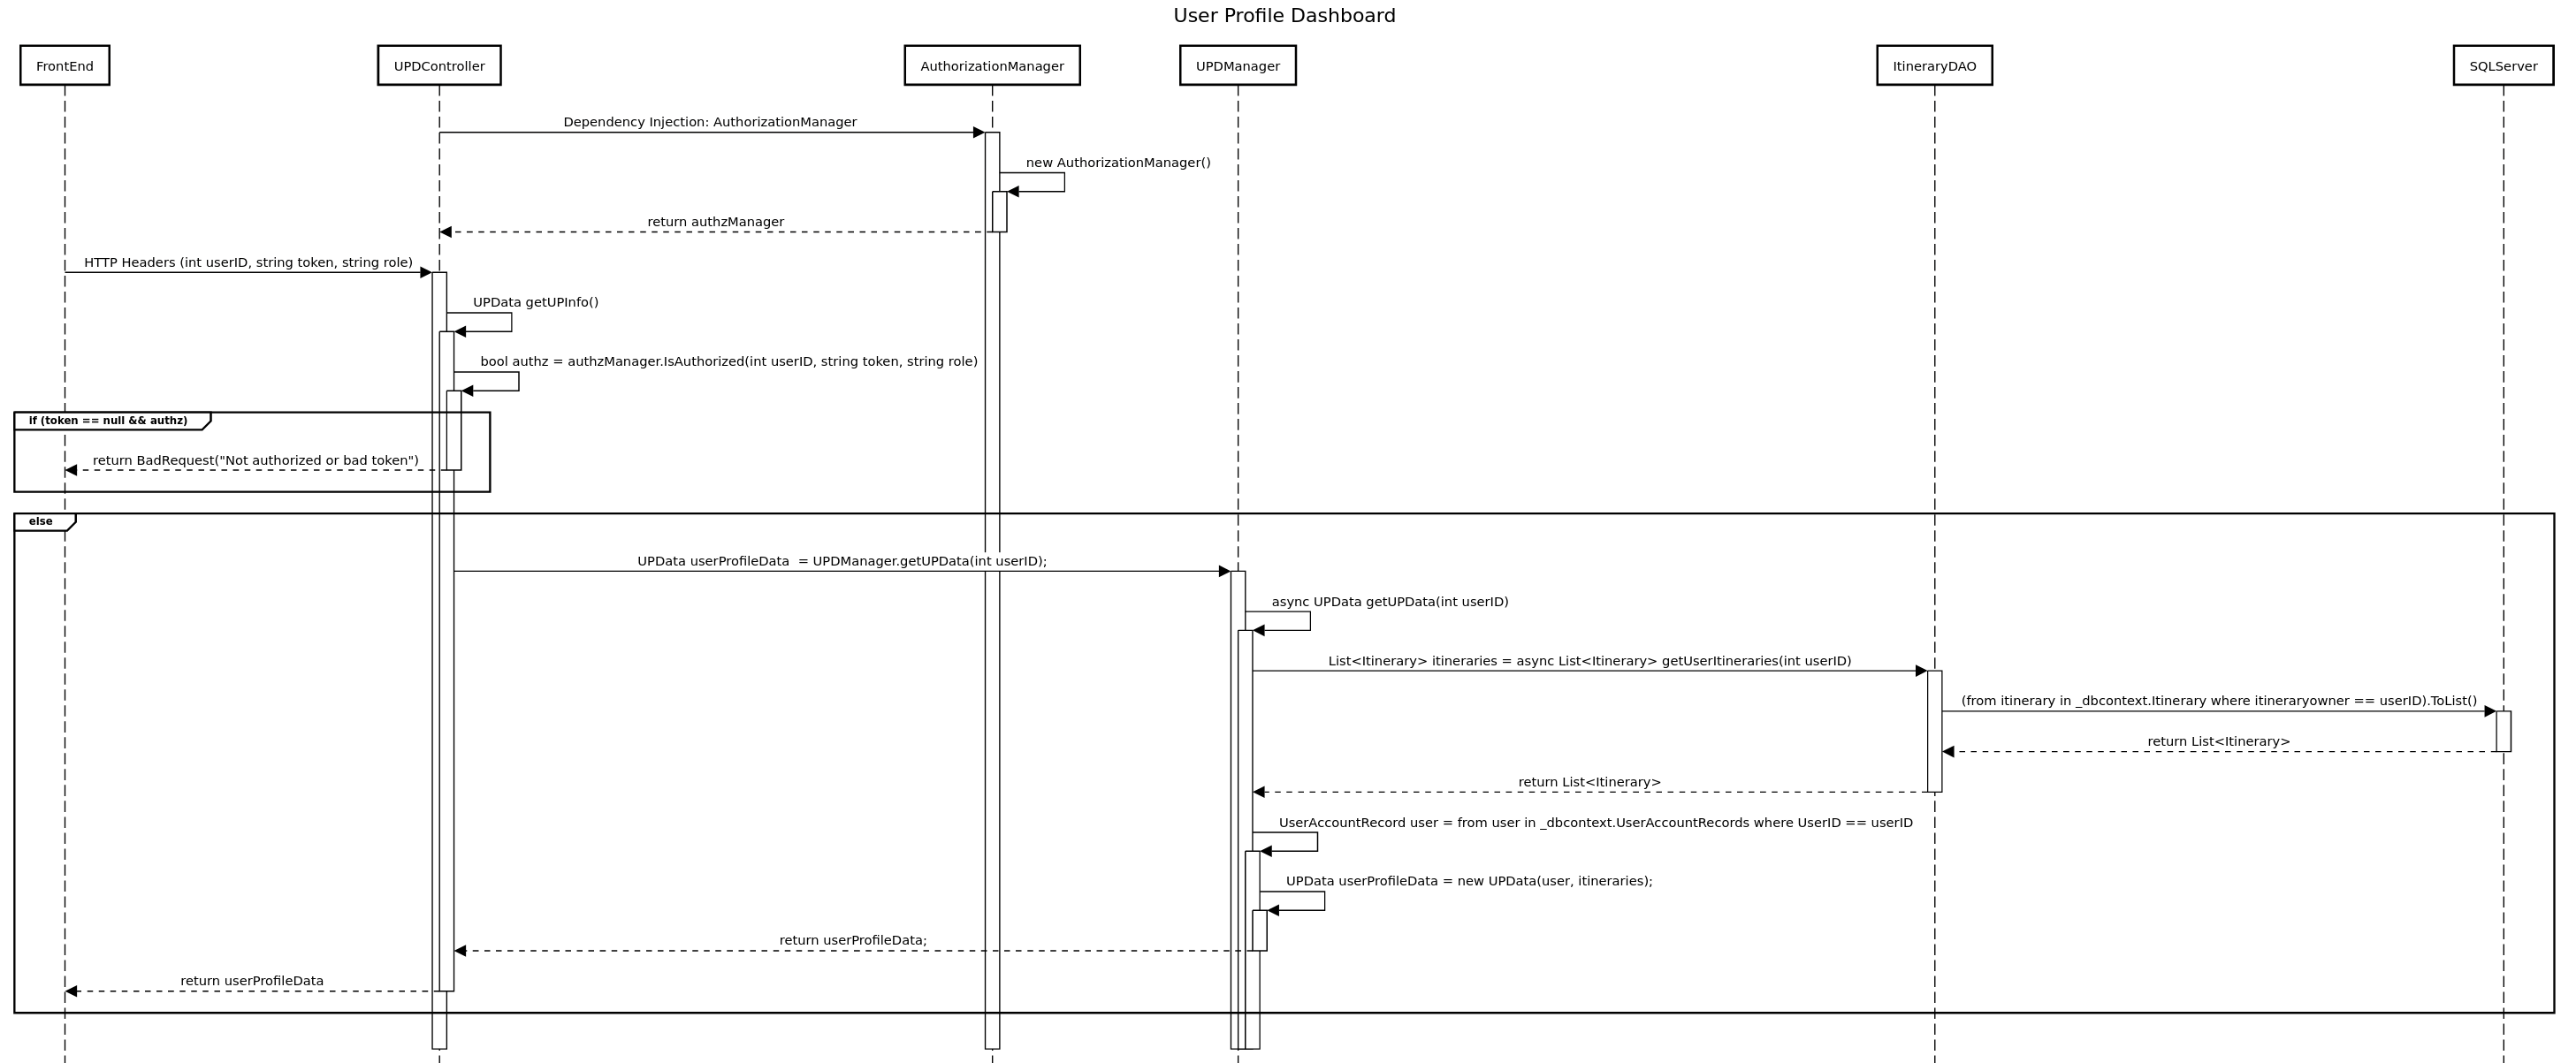 User Profile Dashboard
FrontEnd
UPDController
AuthorizationManager
UPDManager
ItineraryDAO
SQLServer
Dependency Injection: AuthorizationManager
new AuthorizationManager()
return authzManager
HTTP Headers (int userID, string token, string role)
UPData getUPInfo()
bool authz = authzManager.IsAuthorized(int userID, string token, string role)
if (token == null && authz)
return BadRequest("Not authorized or bad token")
else
UPData userProfileData  = UPDManager.getUPData(int userID);
async UPData getUPData(int userID)
List<Itinerary> itineraries = async List<Itinerary> getUserItineraries(int userID)
(from itinerary in _dbcontext.Itinerary where itineraryowner == userID).ToList()
return List<Itinerary>
return List<Itinerary>
UserAccountRecord user = from user in _dbcontext.UserAccountRecords where UserID == userID
UPData userProfileData = new UPData(user, itineraries);
return userProfileData;
return userProfileData